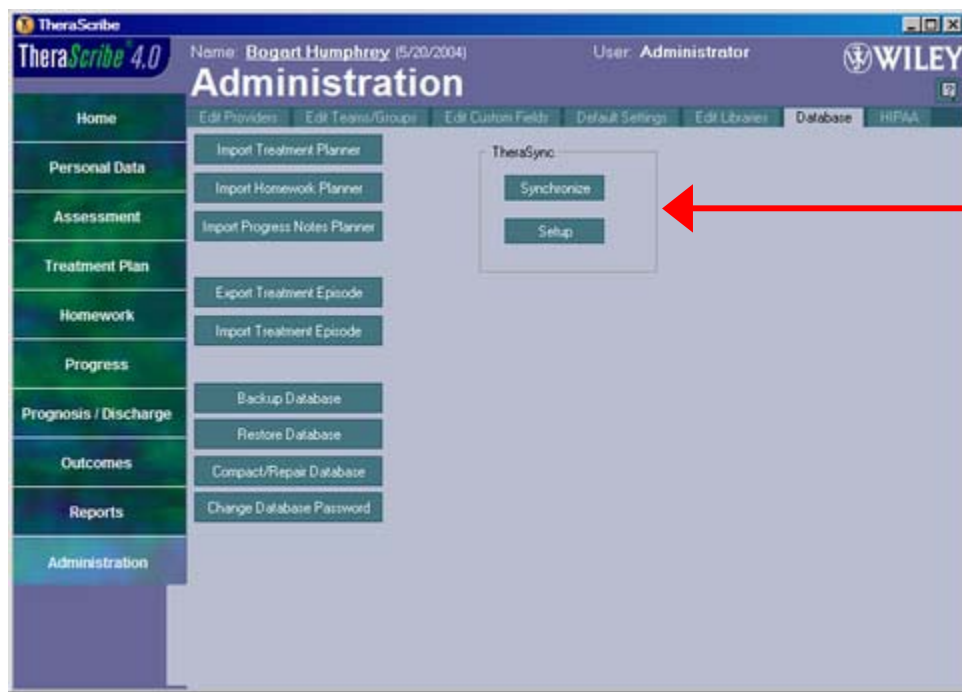 TheraScribe
TheraScribe 4.0
Name: Bogart Humphrey (5/20/2004)
User: Administrator
WILEY
Administration
Home
Personal Data
Assessment
Treatment Plan
Homework
Progress
Prognosis / Discharge
Outcomes
Reports
Administration
Edit Providers
Edit Teams/Groups
Edit Custom Fields
Default Settings
Edit Libraries
Database
HIPAA
Import Treatment Planner
Import Homework Planner
Import Progress Notes Planner
Export Treatment Episode
Import Treatment Episode
Backup Database
Restore Database
Compact/Repair Database
Change Database Password
TheraSync
Synchronize
Setup